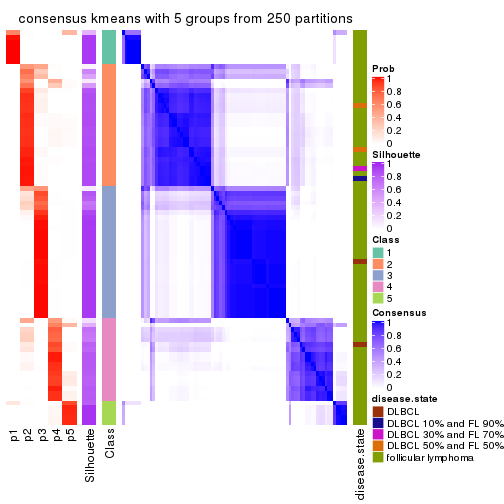 consensus kmeans with 5 groups from 250 partitions
Prob
1
0.8
0.6
0.4
0.2
0
Silhouette
1
0.8
0.6
0.4
0.2
0
Class
1
2
3
4
5
Consensus
1
0.8
0.6
0.4
0.2
0
disease.state
DLBCL
DLBCL 10% and FL 90%
DLBCL 30% and FL 70%
DLBCL 50% and FL 50%
follicular lymphoma
p1
p2
p3
p4
p5
Silhouette
Class
disease.state